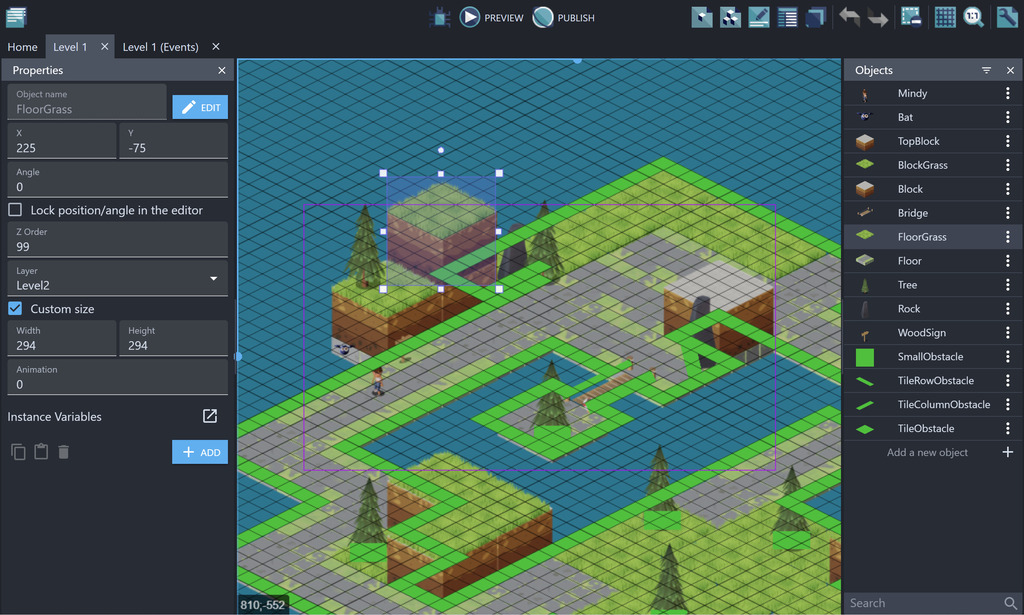 PREVIEW PUBLISH 1:1
Home Level 1 Level 1 (Events)
Properties
Object name
FloorGrass
EDIT
X Y
225 -75
Angle
0
Lock position/angle in the editor
Z Order
99
Layer
Level2
Custom size
Width Height
294 294
Animation
0
Instance Variables
ADD
810;-552
Objects
Mindy
Bat
TopBlock
BlockGrass
Block
Bridge
FloorGrass
Floor
Tree
Rock
WoodSign
SmallObstacle
TileRowObstacle
TileColumnObstacle
TileObstacle
Add a new object
Search